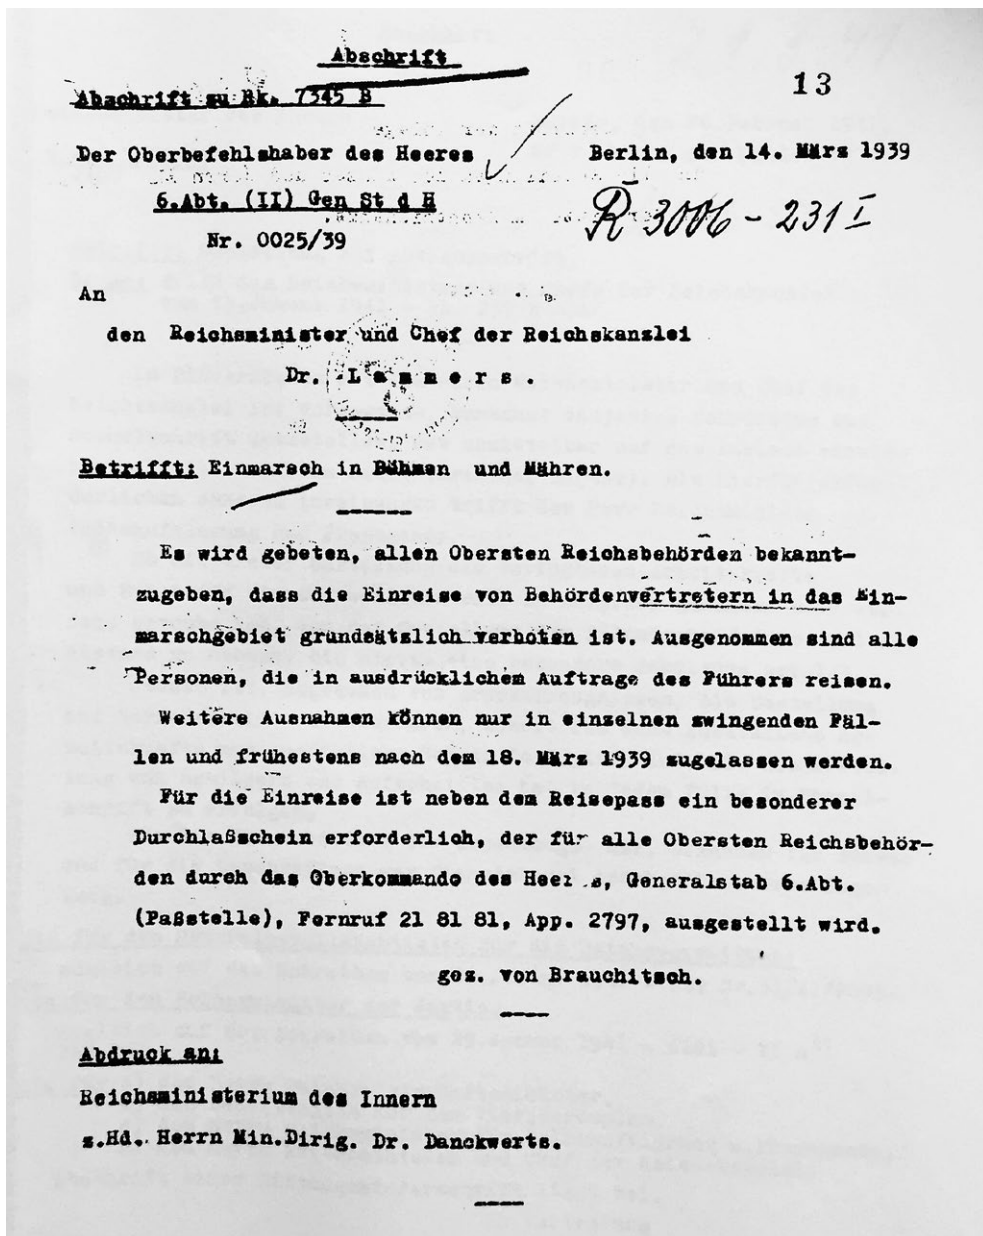 Abschrift
13
Abschrift zu Rk. 7345 B
Der Oberbefehlshaber des Heeres
Berlin, den 14. März 1939
6.Abt. (II) Gen St d H
R 3006 - 231 I
Nr. 0025/39
An
den Reichsminister und Chef der Reichskanzlei
Dr. L a m m e r s .
Betrifft: Einmarsch in Böhmen und Mähren.
Es wird gebeten, allen Obersten Reichsbehörden bekannt-
zugeben, dass die Einreise von Behördenvertretern in das Ein-
marschgebiet grundsätzlich verboten ist. Ausgenommen sind alle
Personen, die in ausdrücklichem Auftrage des Führers reisen.
Weitere Ausnahmen können nur in einzelnen zwingenden Fäl-
len und frühestens nach dem 18. März 1939 zugelassen werden.
Für die Einreise ist neben dem Reisepass ein besonderer
Durchlaßschein erforderlich, der für alle Obersten Reichsbehör-
den durch das Oberkommando des Heeres, Generalstab 6.Abt.
(Paßstelle), Fernruf 21 81 81, App. 2797, ausgestellt wird.
gez. von Brauchitsch.
Abdruck an:
Reichsministerium des Innern
z.Hd. Herrn Min.Dirig. Dr. Danckwerts.